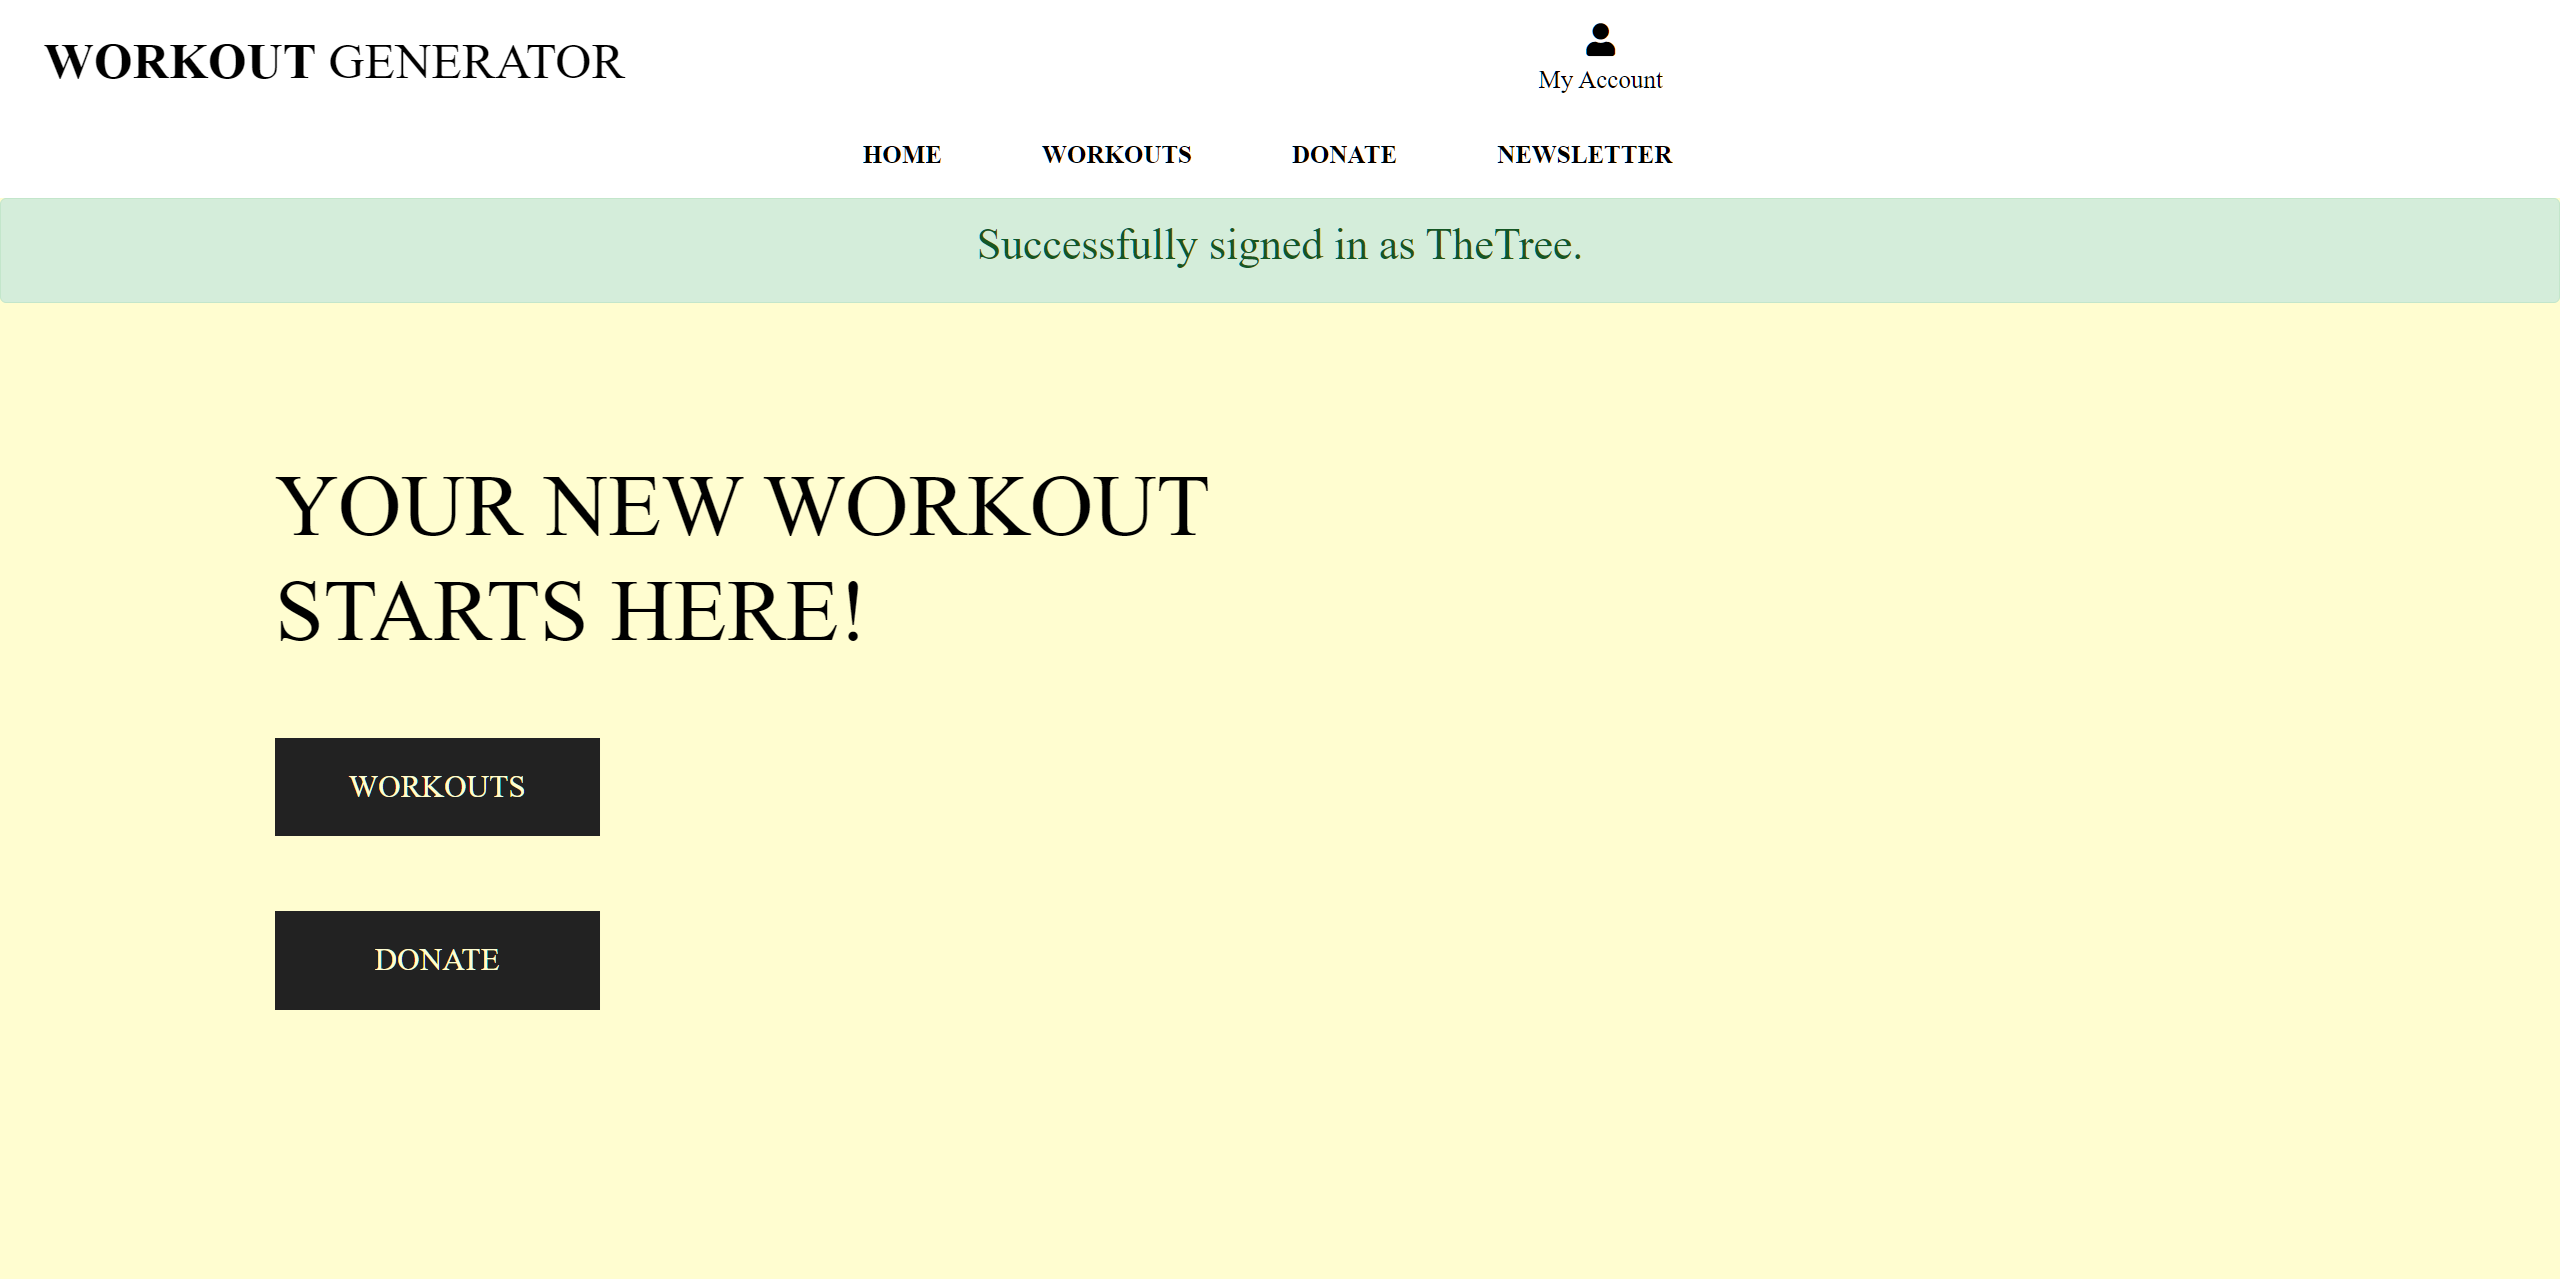 WORKOUT GENERATOR
My Account
HOME WORKOUTS DONATE NEWSLETTER
Successfully signed in as TheTree.
YOUR NEW WORKOUT
STARTS HERE!
WORKOUTS
DONATE